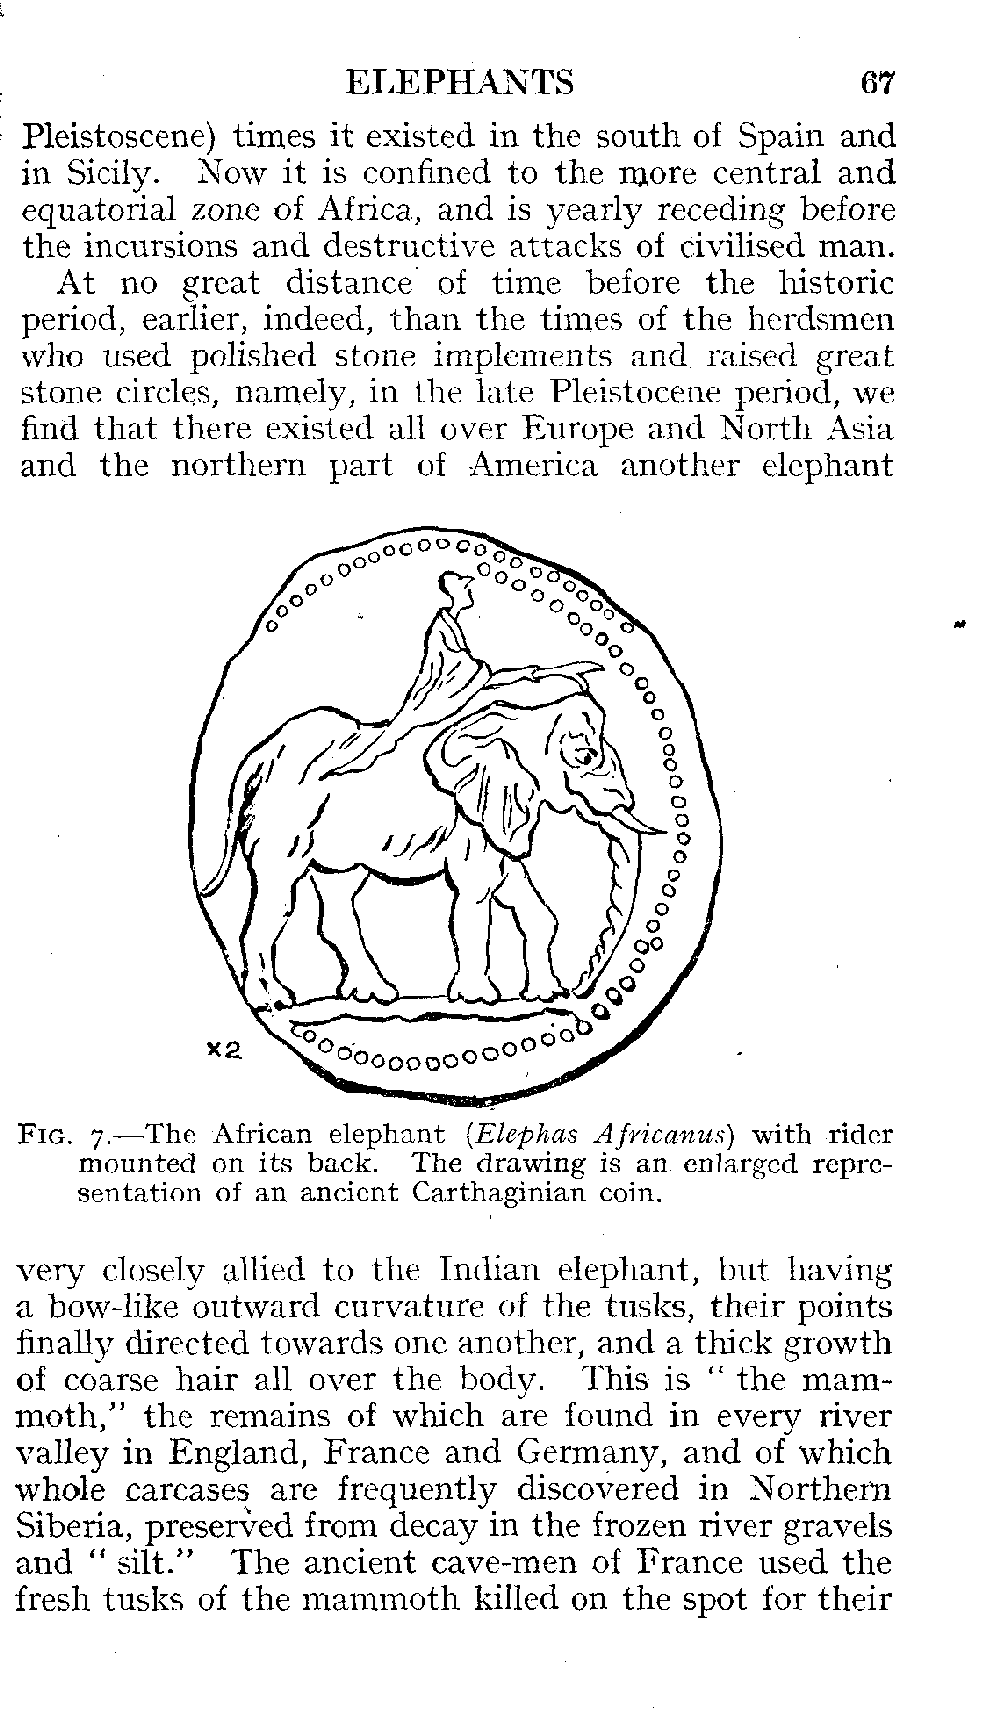 ELEPHANTS 67
Pleistoscene) times it existed in the south of Spain and
in Sicily. Now it is confined to the more central and
equatorial zone of Africa, and is yearly receding before
the incursions and destructive attacks of civilised man.
At no great distance of time before the historic
period, earlier, indeed, than the times of the herdsmen
who used polished stone implements and raised great
stone circles, namely, in the late Pleistocene period, we
find that there existed all over Europe and North Asia
and the northern part of America another elephant
X2
FIG. 7.—The African elephant (Elephas Africanus) with rider
mounted on its back. The drawing is an enlarged repre-
sentation of an ancient Carthaginian coin.
very closely allied to the Indian elephant, but having
a bow-like outward curvature of the tusks, their points
finally directed towards one another, and a thick growth
of coarse hair all over the body. This is " the mam-
moth," the remains of which are found in every river
valley in England, France and Germany, and of which
whole carcases are frequently discovered in Northern
Siberia, preserved from decay in the frozen river gravels
and " silt." The ancient cave-men of France used the
fresh tusks of the mammoth killed on the spot for their